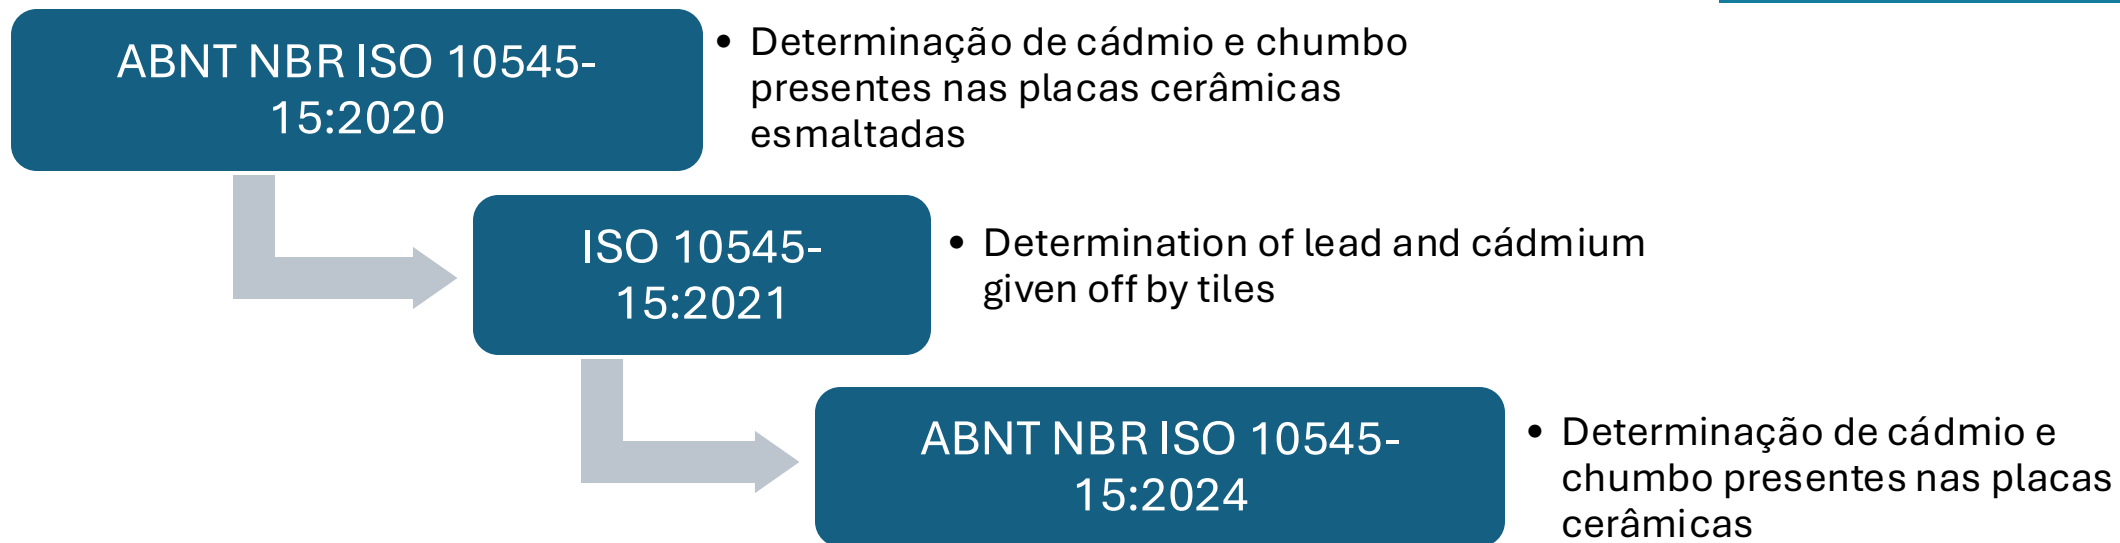 ABNT NBR ISO 10545-
15:2020
• Determinação de cádmio e chumbo
presentes nas placas cerâmicas
esmaltadas
ISO 10545-
15:2021
• Determination of lead and cádmium
given off by tiles
ABNT NBR ISO 10545-
15:2024
• Determinação de cádmio e
chumbo presentes nas placas
cerâmicas